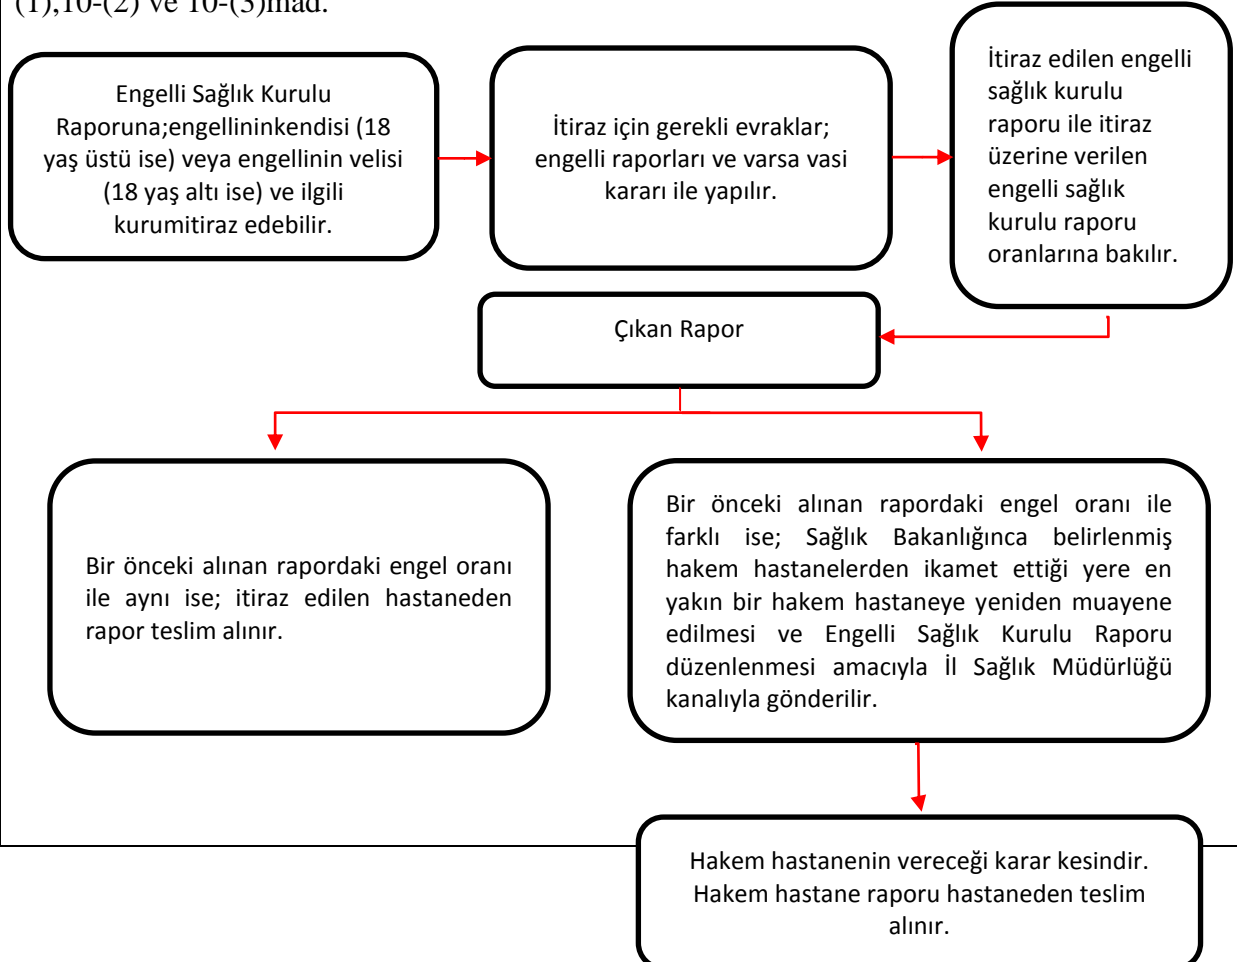 (1),10-(2) ve 10-(3)mad.
Engelli Sağlık Kurulu
Raporuna;engellininkendisi (18
yaş üstü ise) veya engellinin velisi
(18 yaş altı ise) ve ilgili
kurumitiraz edebilir.
İtiraz için gerekli evraklar;
engelli raporları ve varsa vasi
kararı ile yapılır.
İtiraz edilen engelli
sağlık kurulu
raporu ile itiraz
üzerine verilen
engelli sağlık
kurulu raporu
oranlarına bakılır.
Çıkan Rapor
Bir önceki alınan rapordaki engel oranı
ile aynı ise; itiraz edilen hastaneden
rapor teslim alınır.
Bir önceki alınan rapordaki engel oranı ile
farklı ise; Sağlık Bakanlığınca belirlenmiş
hakem hastanelerden ikamet ettiği yere en
yakın bir hakem hastaneye yeniden muayene
edilmesi ve Engelli Sağlık Kurulu Raporu
düzenlenmesi amacıyla İl Sağlık Müdürlüğü
kanalıyla gönderilir.
Hakem hastanenin vereceği karar kesindir.
Hakem hastane raporu hastaneden teslim
alınır.